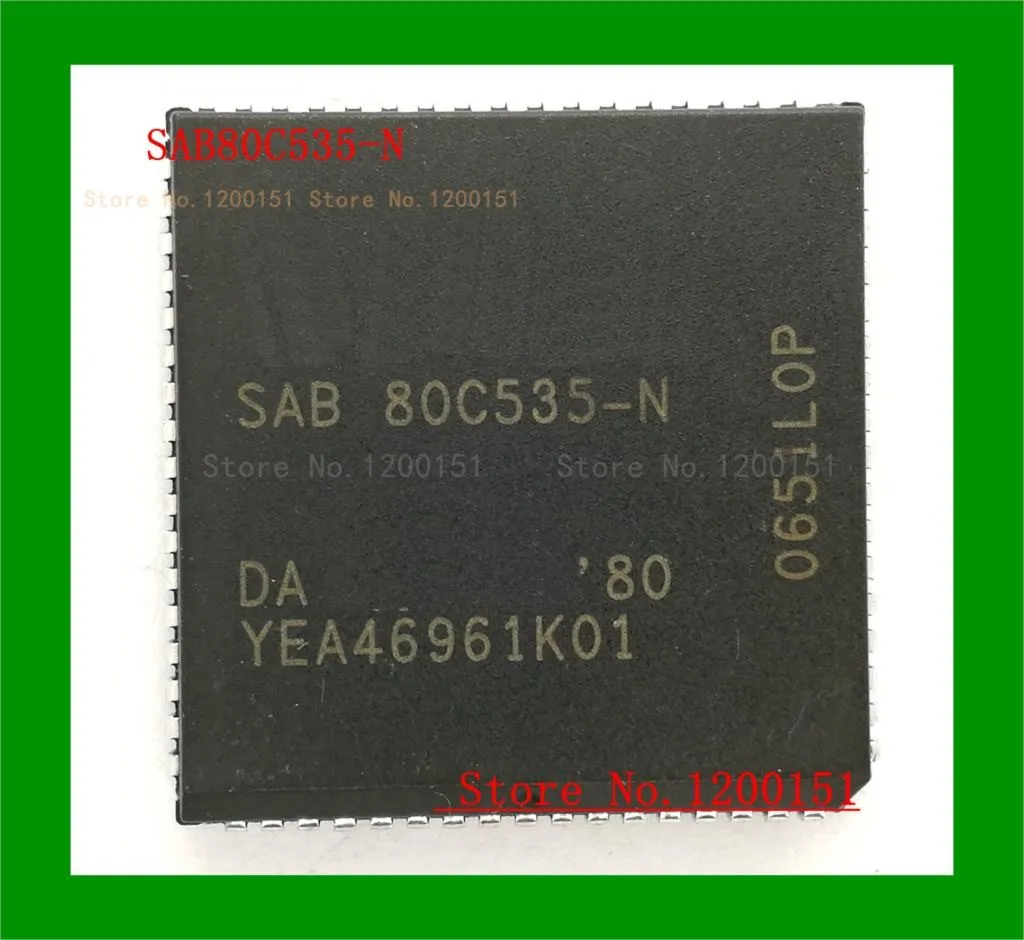 SAB80C535-N
Store No.1200151 Store No.1200151
SAB 80C535-N
0651LOP
Store No.1200151 Store No.1200151
DA '80
YEA46961K01
Store No.1200151